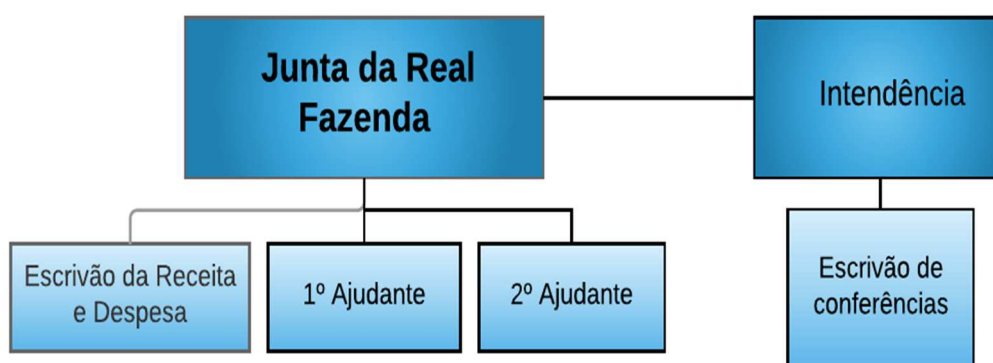 Junta da Real
Fazenda
Intendência
Escrivão da Receita
e Despesa
1º Ajudante
2º Ajudante
Escrivão de
conferências